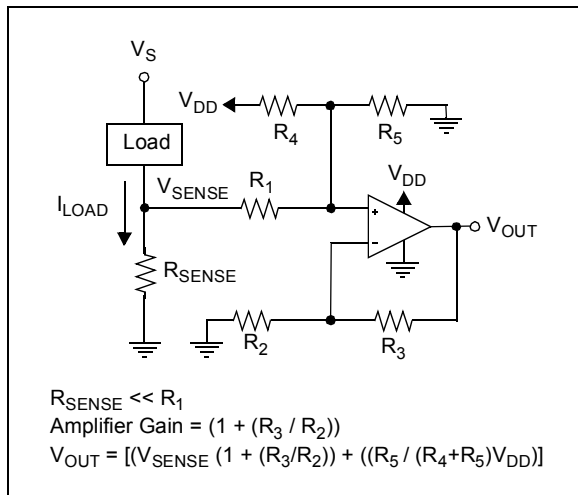 V_S
V_DD
R_4
R_5
Load
V_SENSE
R_1
V_DD
I_LOAD
+
V_OUT
-
R_SENSE
R_2
R_3
R_SENSE << R_1
Amplifier Gain = (1 + (R_3 / R_2))
V_OUT = [(V_SENSE (1 + (R_3/R_2)) + ((R_5 / (R_4+R_5)V_DD)]